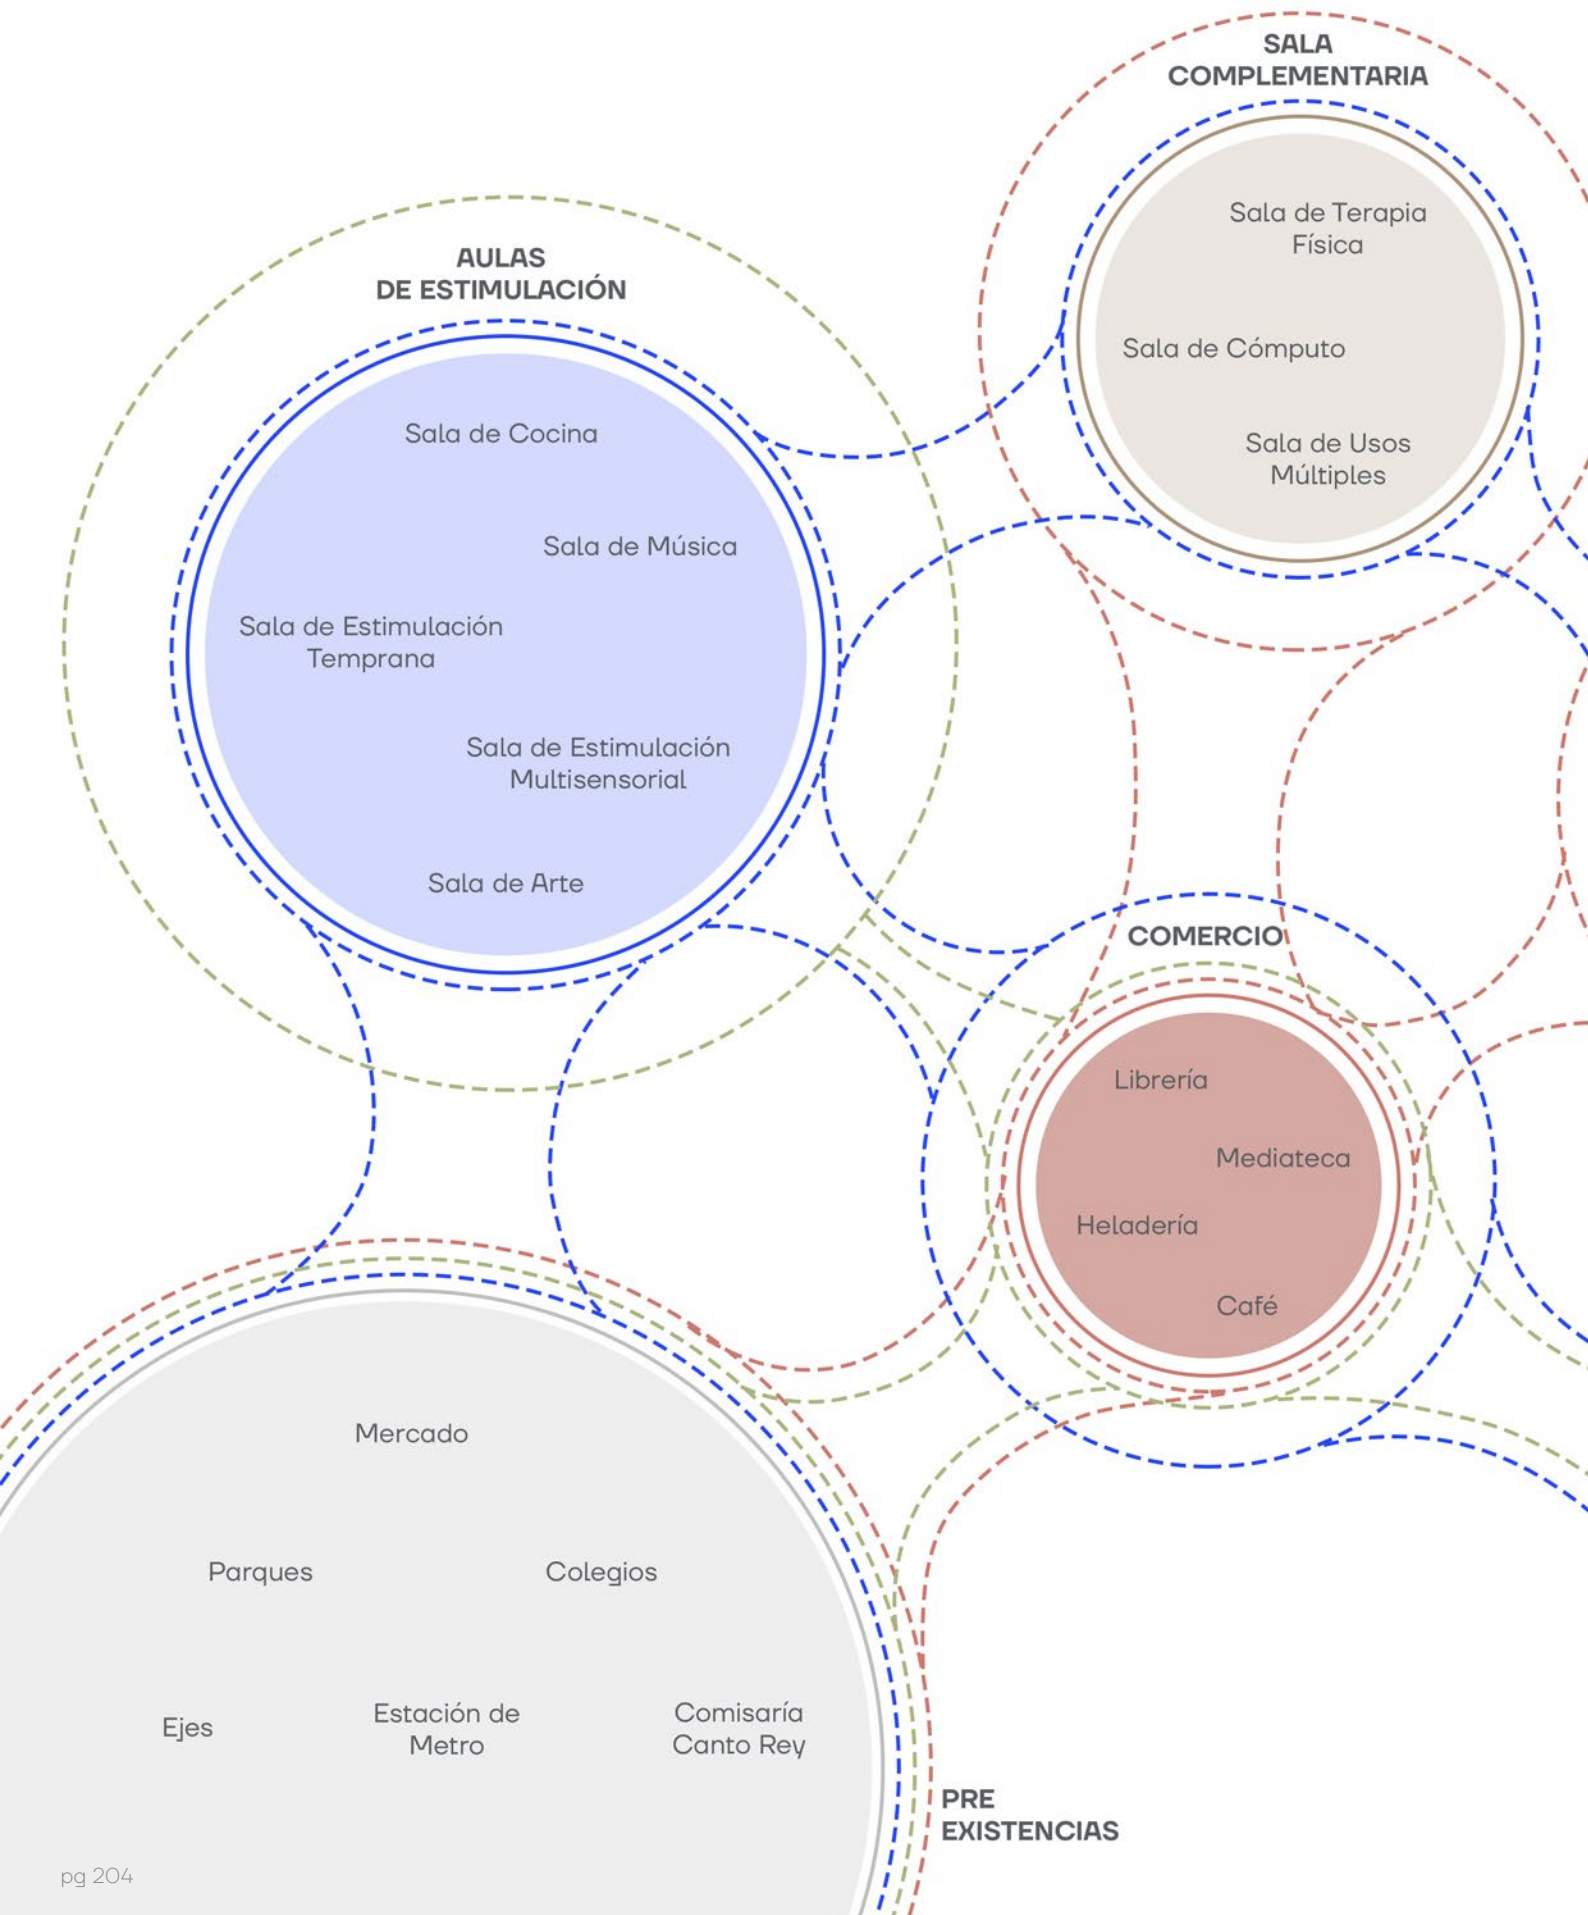 SALA
COMPLEMENTARIA
Sala de Terapia
Física
Sala de Cómputo
Sala de Usos
Múltiples
AULAS
DE ESTIMULACIÓN
Sala de Cocina
Sala de Música
Sala de Estimulación
Temprana
Sala de Estimulación
Multisensorial
Sala de Arte
COMERCIO
Librería
Mediateca
Heladería
Café
Mercado
Parques
Colegios
Ejes
Estación de
Metro
Comisaría
Canto Rey
PRE
EXISTENCIAS
pg 204